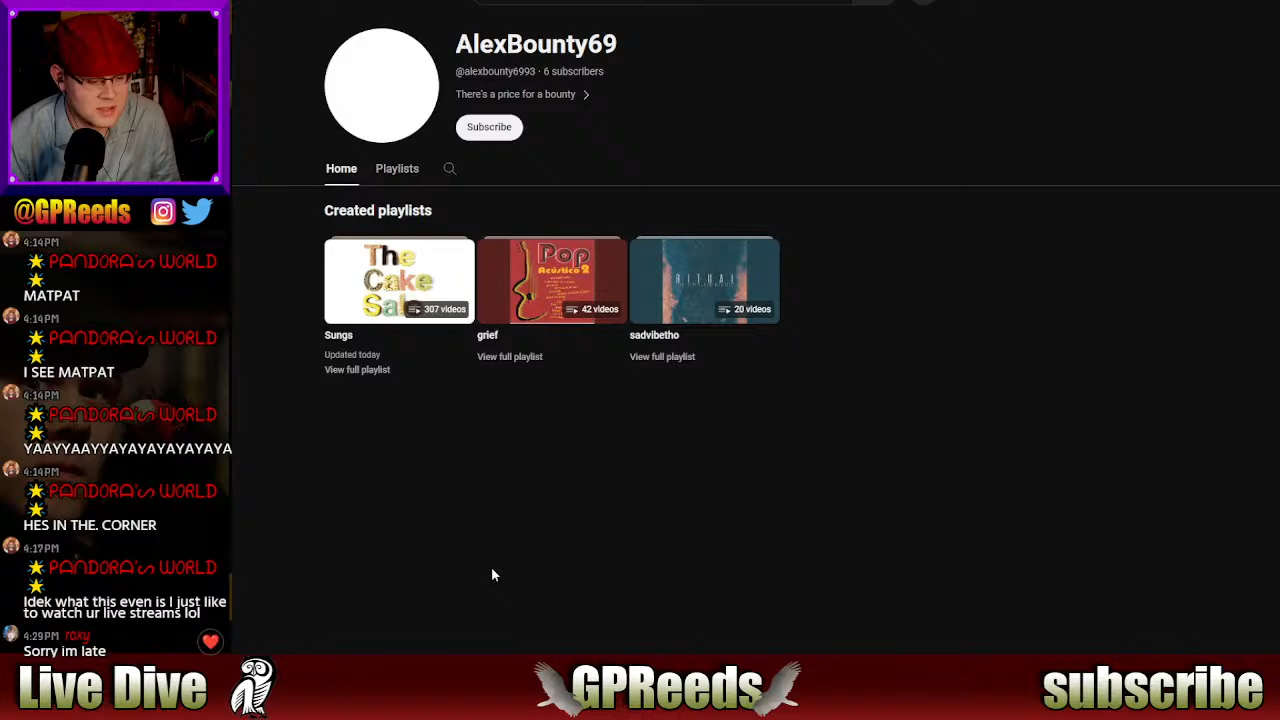 AlexBounty69
@alexbounty6993 · 6 subscribers
There's a price for a bounty
Subscribe
Home
Playlists
Created playlists
The
Cake
307 videos
Pop
Acústico 2
42 videos
RITUAL
20 videos
Sungs
Updated today
View full playlist
grief
View full playlist
sadvibetho
View full playlist
@GPReeds
4:14PM
PANDORA's WORLD
MATPAT
4:14PM
PANDORA's WORLD
I SEE MATPAT
4:14PM
PANDORA's WORLD
YAAYYAAYYAYAYAYAYAYAYA
4:14PM
PANDORA's WORLD
HES IN THE. CORNER
4:17PM
PANDORA's WORLD
Idek what this even is I just like
to watch ur live streams lol
4:29PM roxy
Sorry im late
Live Dive
GPReeds
subscribe